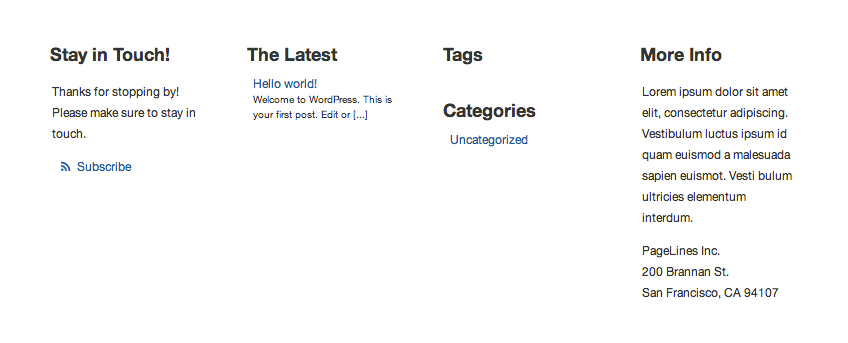 Stay in Touch!
Thanks for stopping by!
Please make sure to stay in
touch.
Subscribe
The Latest
Hello world!
Welcome to WordPress. This is
your first post. Edit or [...]
Tags
Categories
Uncategorized
More Info
Lorem ipsum dolor sit amet
elit, consectetur adipiscing.
Vestibulum luctus ipsum id
quam euismod a malesuada
sapien euismot. Vesti bulum
ultricies elementum
interdum.
PageLines Inc.
200 Brannan St.
San Francisco, CA 94107